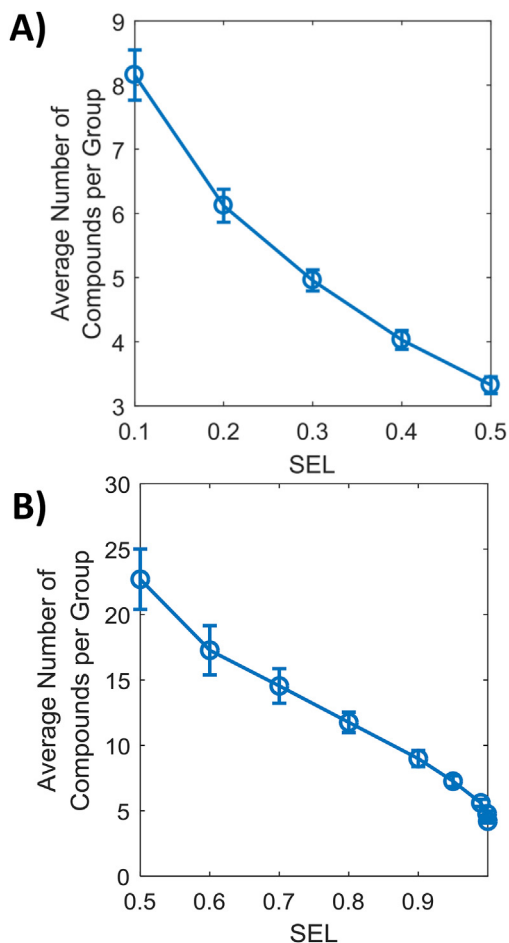 A)
9
8
7
6
5
4
3
Average Number of
Compounds per Group
0.1 0.2 0.3 0.4 0.5
SEL
B)
30
25
20
15
10
5
0
Average Number of
Compounds per Group
0.5 0.6 0.7 0.8 0.9
SEL